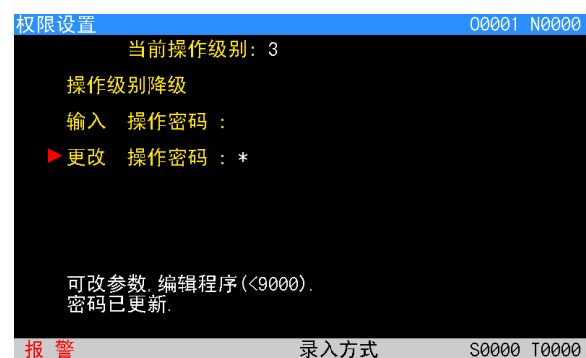 权限设置 O0001 N0000
当前操作级别: 3
操作级别降级
输入 操作密码 :
更改 操作密码 : *
可改参数,编辑程序(<9000).
密码已更新.
报 警 录入方式 S0000 T0000